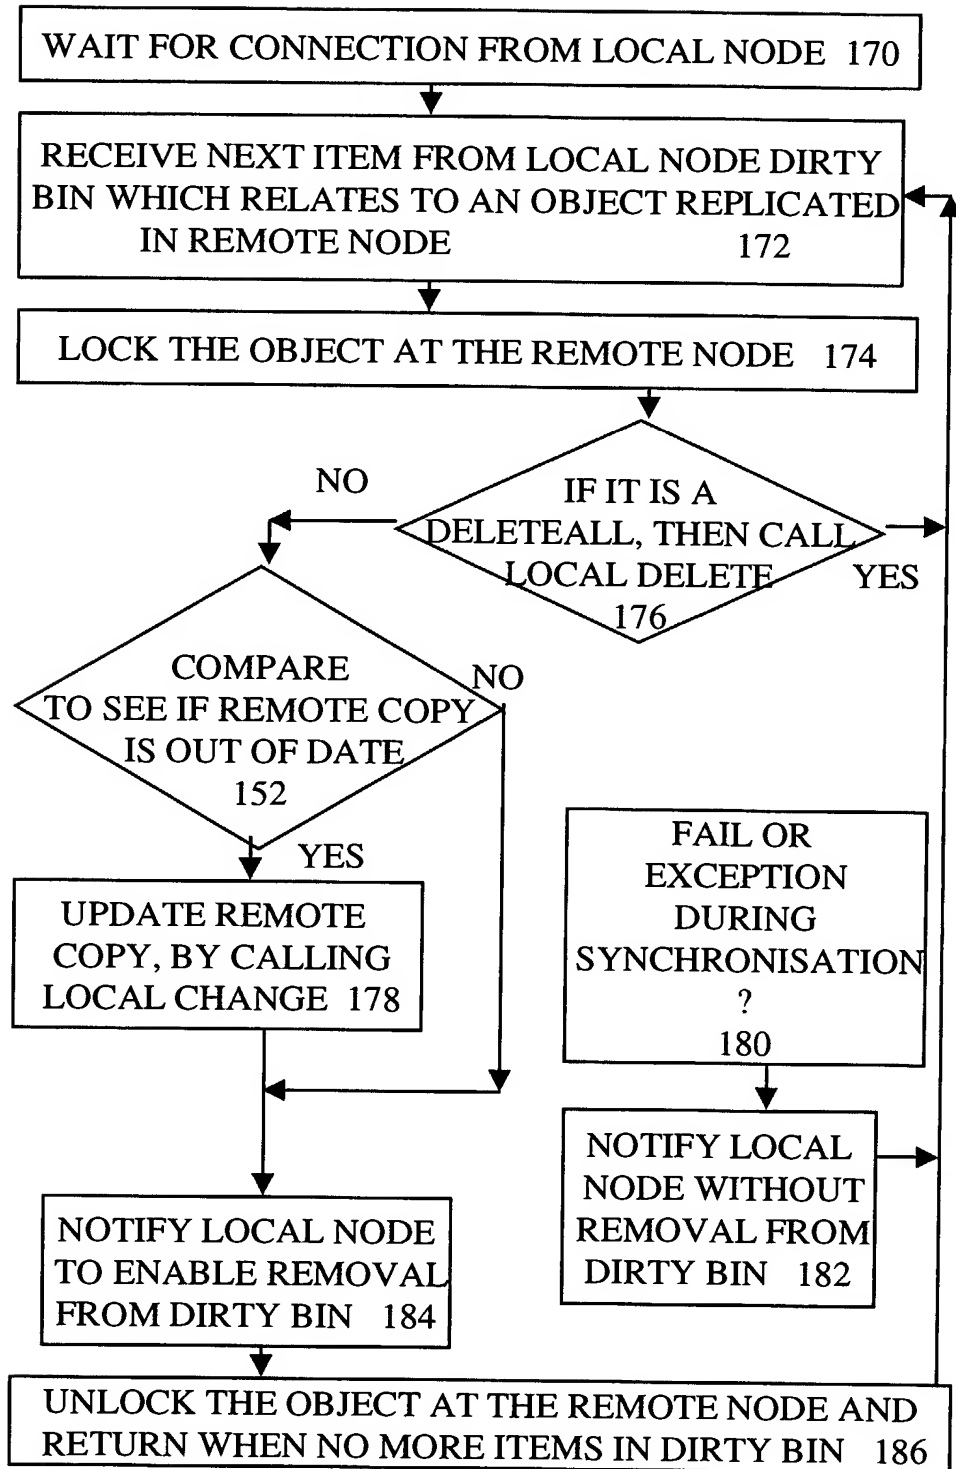 WAIT FOR CONNECTION FROM LOCAL NODE 170
RECEIVE NEXT ITEM FROM LOCAL NODE DIRTY
BIN WHICH RELATES TO AN OBJECT REPLICATED
IN REMOTE NODE 172
LOCK THE OBJECT AT THE REMOTE NODE 174
NO
IF IT IS A
DELETEALL, THEN CALL
LOCAL DELETE
176
YES
COMPARE
TO SEE IF REMOTE COPY
IS OUT OF DATE
152
NO
YES
UPDATE REMOTE
COPY, BY CALLING
LOCAL CHANGE 178
FAIL OR
EXCEPTION
DURING
SYNCHRONISATION
?
180
NOTIFY LOCAL
NODE WITHOUT
REMOVAL FROM
DIRTY BIN 182
NOTIFY LOCAL NODE
TO ENABLE REMOVAL
FROM DIRTY BIN 184
UNLOCK THE OBJECT AT THE REMOTE NODE AND
RETURN WHEN NO MORE ITEMS IN DIRTY BIN 186